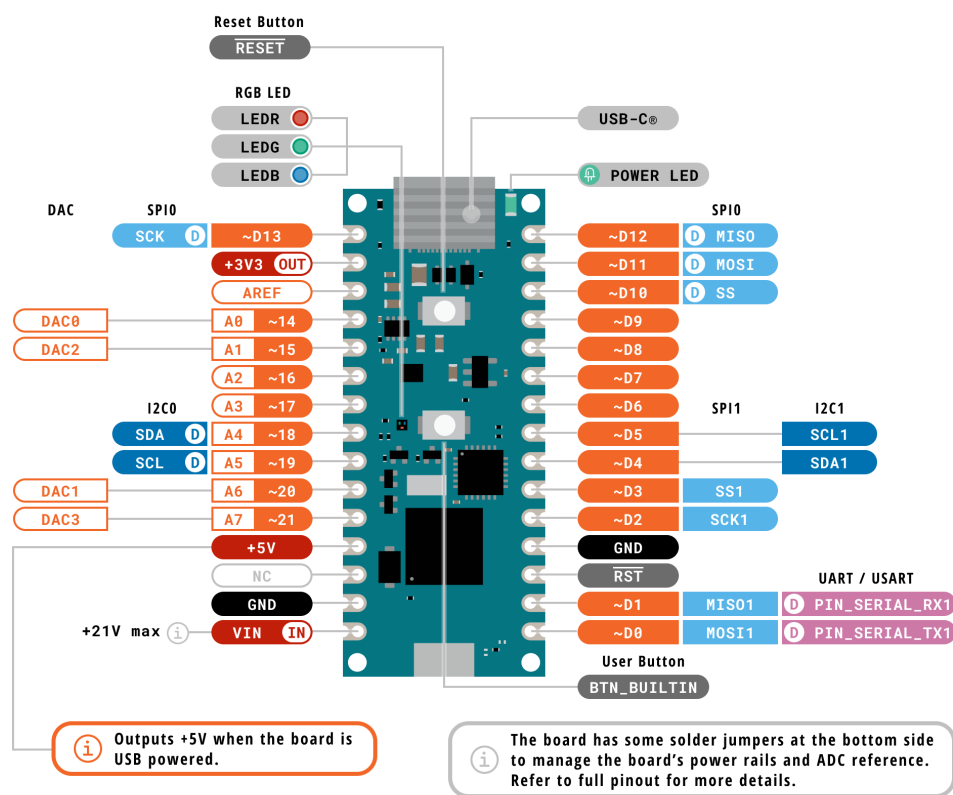 Reset Button
RESET
RGB LED
LEDR
LEDG
LEDB
USB-C®
POWER LED
DAC SPI0 SPI0
SCK D ~D13 ~D12 D MISO
+3V3 OUT ~D11 D MOSI
AREF ~D10 D SS
DAC0 A0 ~14 ~D9
DAC2 A1 ~15 ~D8
A2 ~16 ~D7
A3 ~17 ~D6
I2C0 SPI1 I2C1
SDA D A4 ~18 ~D5 SCL1
SCL D A5 ~19 ~D4 SDA1
DAC1 A6 ~20 ~D3 SS1
DAC3 A7 ~21 ~D2 SCK1
+5V GND
NC RST
UART / USART
GND ~D1 MISO1 D PIN_SERIAL_RX1
+21V max i VIN IN ~D0 MOSI1 D PIN_SERIAL_TX1
User Button
BTN_BUILTIN
i Outputs +5V when the board is
USB powered.
i The board has some solder jumpers at the bottom side
to manage the board's power rails and ADC reference.
Refer to full pinout for more details.